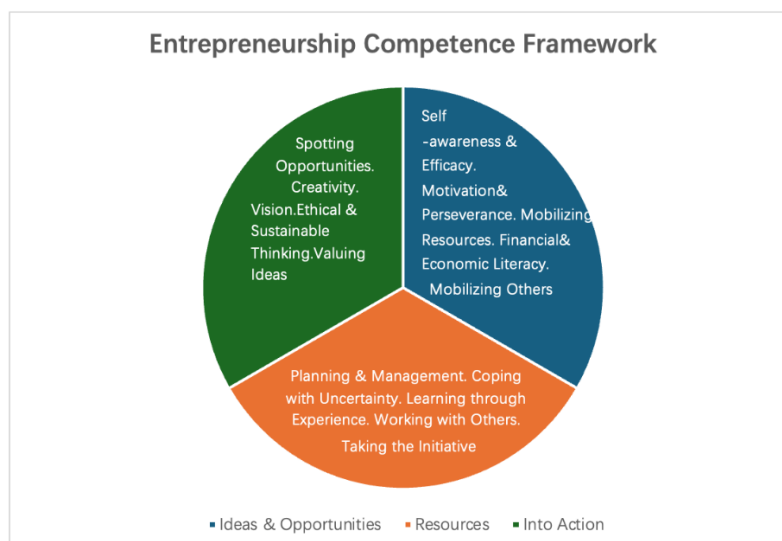 Entrepreneurship Competence Framework
Spotting
Opportunities.
Creativity.
Vision.Ethical &
Sustainable
Thinking.Valuing
Ideas
Self
-awareness &
Efficacy.
Motivation&
Perseverance. Mobilizing
Resources. Financial&
Economic Literacy.
Mobilizing Others
Planning & Management. Coping
with Uncertainty. Learning through
Experience. Working with Others.
Taking the Initiative
Ideas & Opportunities Resources Into Action